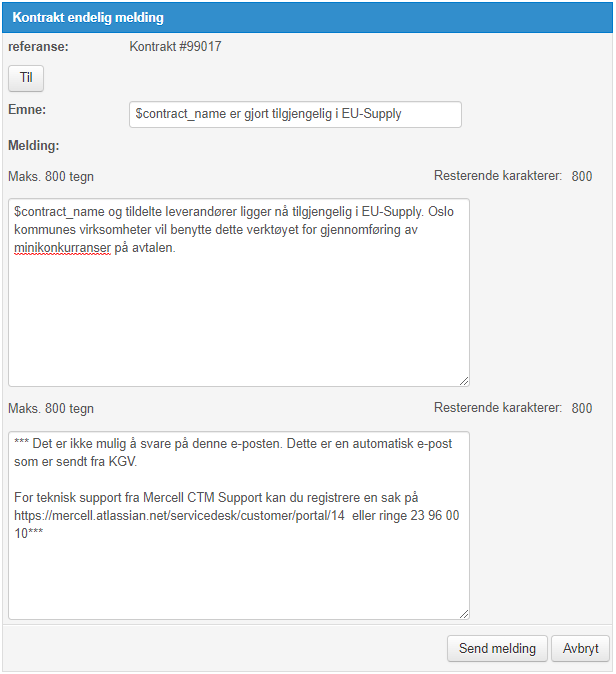 Kontrakt endelig melding
referanse: Kontrakt #99017
Til
Emne: $contract_name er gjort tilgjengelig i EU-Supply
Melding:
Maks. 800 tegn Resterende karakterer: 800
$contract_name og tildelte leverandører ligger nå tilgjengelig i EU-Supply. Oslo
kommunes virksomheter vil benytte dette verktøyet for gjennomføring av
minikonkurranser på avtalen.
Maks. 800 tegn Resterende karakterer: 800
*** Det er ikke mulig å svare på denne e-posten. Dette er en automatisk e-post
som er sendt fra KGV.
For teknisk support fra Mercell CTM Support kan du registrere en sak på
https://mercell.atlassian.net/servicedesk/customer/portal/14  eller ringe 23 96 00
10***
Send melding Avbryt